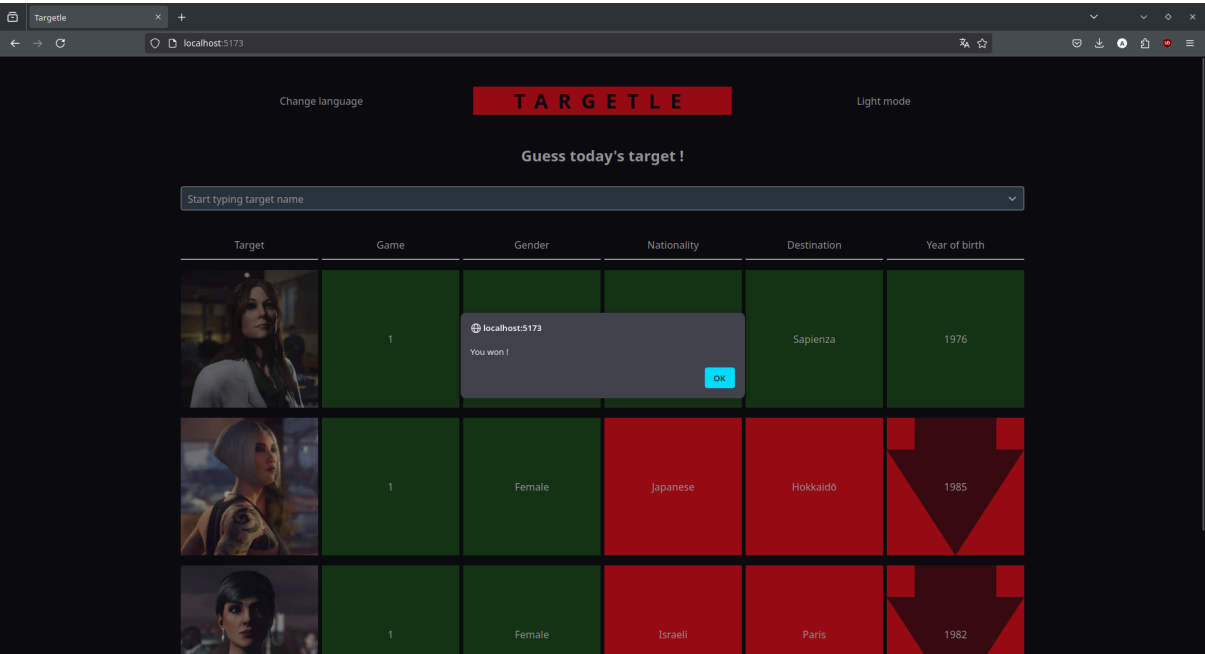 Targetle
localhost:5173
Change language
TARGETLE
Light mode
Guess today's target !
Start typing target name
Target Game Gender Nationality Destination Year of birth
1 Sapienza 1976
localhost:5173
You won !
OK
1 Female Japanese Hokkaidō 1985
1 Female Israeli Paris 1982